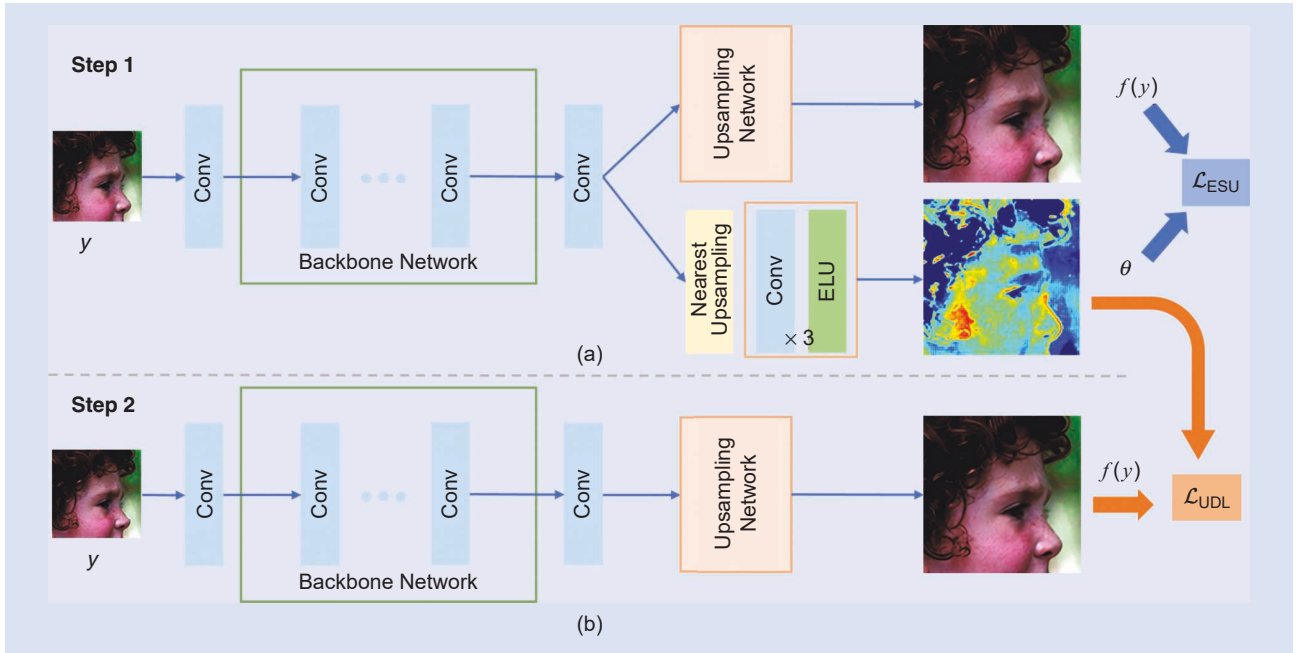 Step 1
y
Conv
Conv
Conv
Backbone Network
Conv
Upsampling
Network
Nearest
Upsampling
Conv
ELU
× 3
f(y)
θ
ℒESU
(a)
Step 2
y
Conv
Conv
Conv
Backbone Network
Conv
Upsampling
Network
f(y)
ℒUDL
(b)